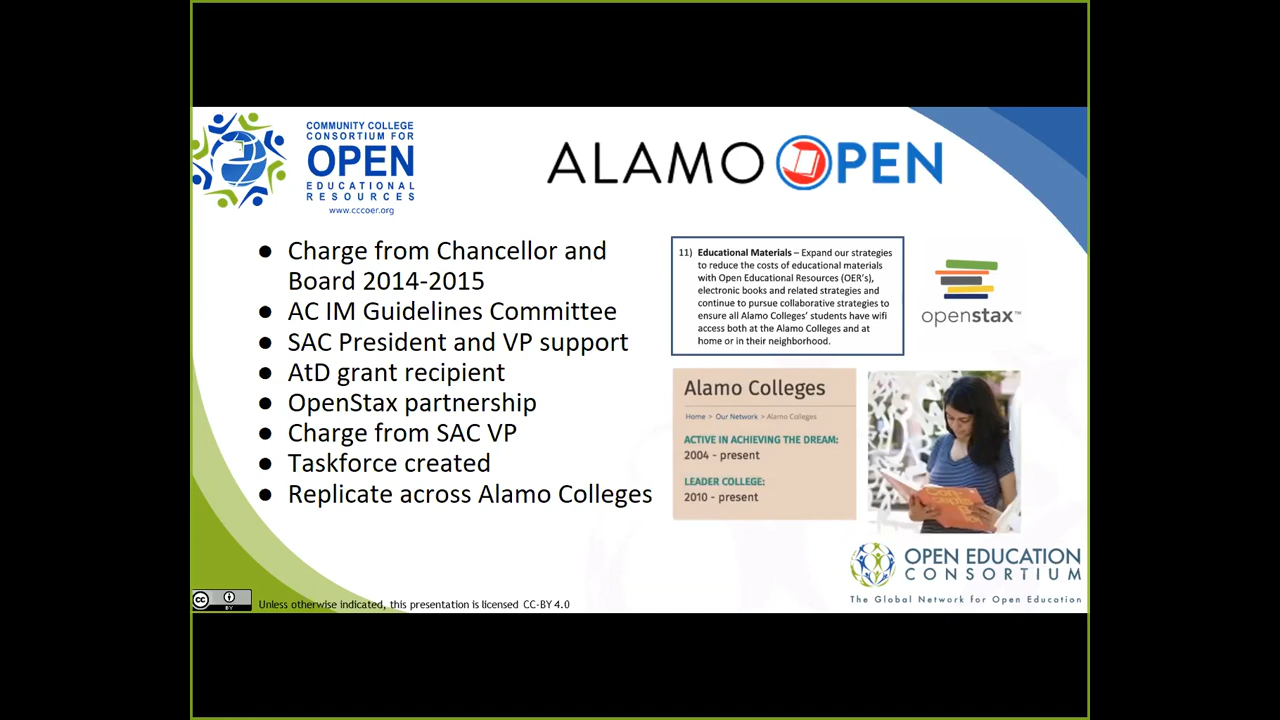 COMMUNITY COLLEGE
CONSORTIUM FOR
OPEN
EDUCATIONAL
RESOURCES
www.cccoer.org
ALAMO OPEN
● Charge from Chancellor and
Board 2014-2015
● AC IM Guidelines Committee
● SAC President and VP support
● AtD grant recipient
● OpenStax partnership
● Charge from SAC VP
● Taskforce created
● Replicate across Alamo Colleges
11) Educational Materials – Expand our strategies
to reduce the costs of educational materials
with Open Educational Resources (OER's),
electronic books and related strategies and
continue to pursue collaborative strategies to
ensure all Alamo Colleges' students have wifi
access both at the Alamo Colleges and at
home or in their neighborhood.
openstax™
Alamo Colleges
Home > Our Network > Alamo Colleges
ACTIVE IN ACHIEVING THE DREAM:
2004 - present
LEADER COLLEGE:
2010 - present
OPEN EDUCATION
CONSORTIUM
The Global Network for Open Education
cc BY
Unless otherwise indicated, this presentation is licensed CC-BY 4.0